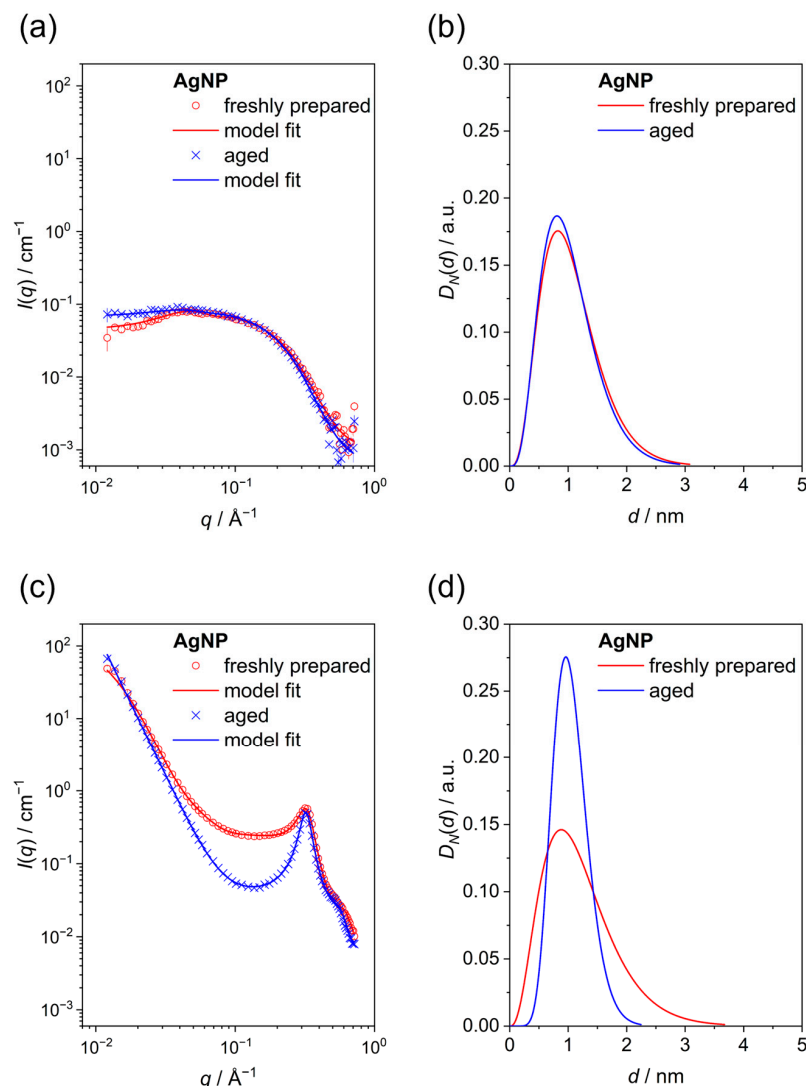 (a)
AgNP
freshly prepared
model fit
aged
model fit
10²
10¹
10⁰
10⁻¹
10⁻²
10⁻³
I(q) / cm⁻¹
10⁻² 10⁻¹ 10⁰
q / Å⁻¹
(b)
AgNP
freshly prepared
aged
0.30
0.25
0.20
0.15
0.10
0.05
0.00
D_N(d) / a.u.
0 1 2 3 4 5
d / nm
(c)
AgNP
freshly prepared
model fit
aged
model fit
10²
10¹
10⁰
10⁻¹
10⁻²
10⁻³
I(q) / cm⁻¹
10⁻² 10⁻¹ 10⁰
q / Å⁻¹
(d)
AgNP
freshly prepared
aged
0.30
0.25
0.20
0.15
0.10
0.05
0.00
D_N(d) / a.u.
0 1 2 3 4 5
d / nm